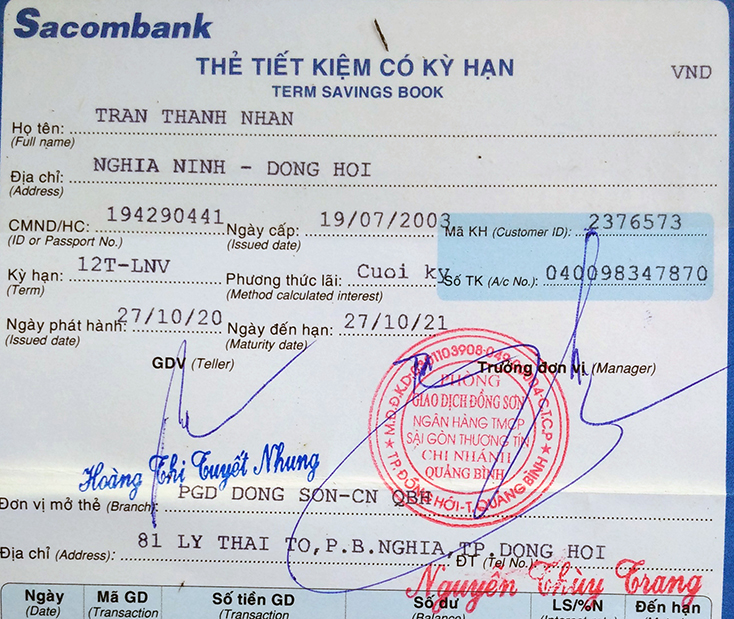 Sacombank
THẺ TIẾT KIỆM CÓ KỲ HẠN
VND
TERM SAVINGS BOOK
Họ tên: TRAN THANH NHAN
(Full name)
Địa chỉ: NGHIA NINH - DONG HOI
(Address)
CMND/HC: 194290441 Ngày cấp: 19/07/2003 Mã KH (Customer ID): 2376573
(ID or Passport No.) (Issued date)
Kỳ hạn: 12T-LNV Phương thức lãi: Cuoi ky Số TK (A/c No.): 040098347870
(Term) (Method calculated interest)
Ngày phát hành: 27/10/20 Ngày đến hạn: 27/10/21
(Issued date) (Maturity date)
GDV (Teller) Trưởng đơn vị (Manager)
PHÒNG
GIAO DỊCH ĐỒNG SƠN
NGÂN HÀNG TMCP
SÀI GÒN THƯƠNG TÍN
CHI NHÁNH
QUẢNG BÌNH
TP.ĐỒNG HỚI-T.QUẢNG BÌNH
Hoàng Thị Tuyết Nhung
Đơn vị mở thẻ (Branch): PGD DONG SON-CN QBH
Địa chỉ (Address): 81 LY THAI TO,P.B.NGHIA,TP.DONG HOI
ĐT (Tel No.)
Nguyễn Thùy Trang
Ngày Mã GD Số tiền GD Số dư LS/%N Đến hạn
(Date) (Transaction (Transaction (Balance)